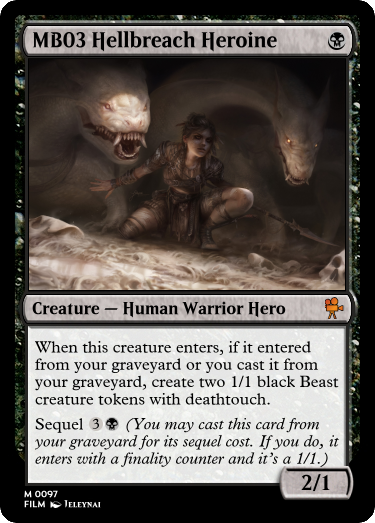 MB03 Hellbreach Heroine
Creature — Human Warrior Hero
When this creature enters, if it entered
from your graveyard or you cast it from
your graveyard, create two 1/1 black Beast
creature tokens with deathtouch.
Sequel 3 (You may cast this card from
your graveyard for its sequel cost. If you do, it
enters with a finality counter and it's a 1/1.)
2/1
M 0097
FILM Jeleynai